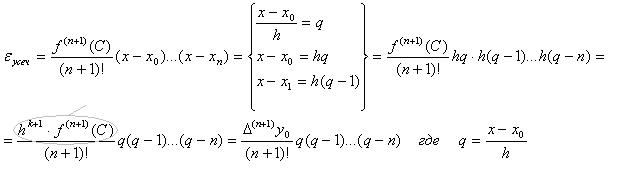 ε_усеч = f^(n+1)(C)/(n+1)! (x − x₀)...(x − xₙ) = { (x − x₀)/h = q; x − x₀ = hq; x − x₁ = h(q − 1) } = f^(n+1)(C)/(n+1)! hq · h(q − 1)...h(q − n) =
= h^(k+1) · f^(n+1)(C)/(n+1)! q(q − 1)...(q − n) = Δ^(n+1) y₀/(n+1)! q(q − 1)...(q − n) где q = (x − x₀)/h